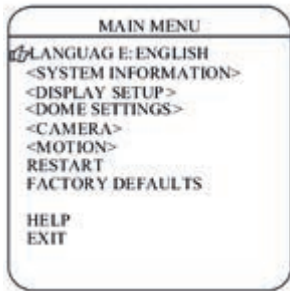 MAIN MENU
LANGUAG E: ENGLISH
<SYSTEM INFORMATION>
<DISPLAY SETUP>
<DOME SETTINGS>
<CAMERA>
<MOTION>
RESTART
FACTORY DEFAULTS
HELP
EXIT